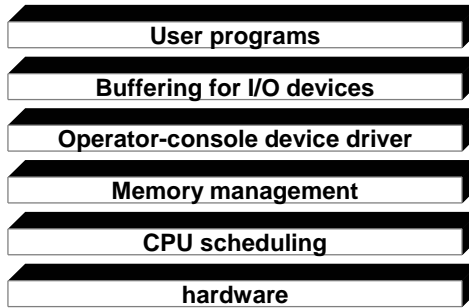 User programs
Buffering for I/O devices
Operator-console device driver
Memory management
CPU scheduling
hardware